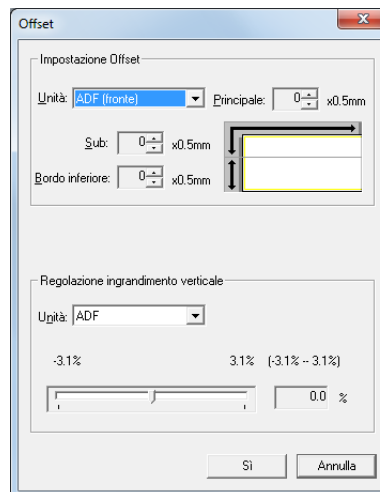 Offset
Impostazione Offset
Unità: ADF (fronte) Principale: 0 x0.5mm
Sub: 0 x0.5mm
Bordo inferiore: 0 x0.5mm
Regolazione ingrandimento verticale
Unità: ADF
-3.1% 3.1% (-3.1% -- 3.1%)
0.0 %
Sì Annulla